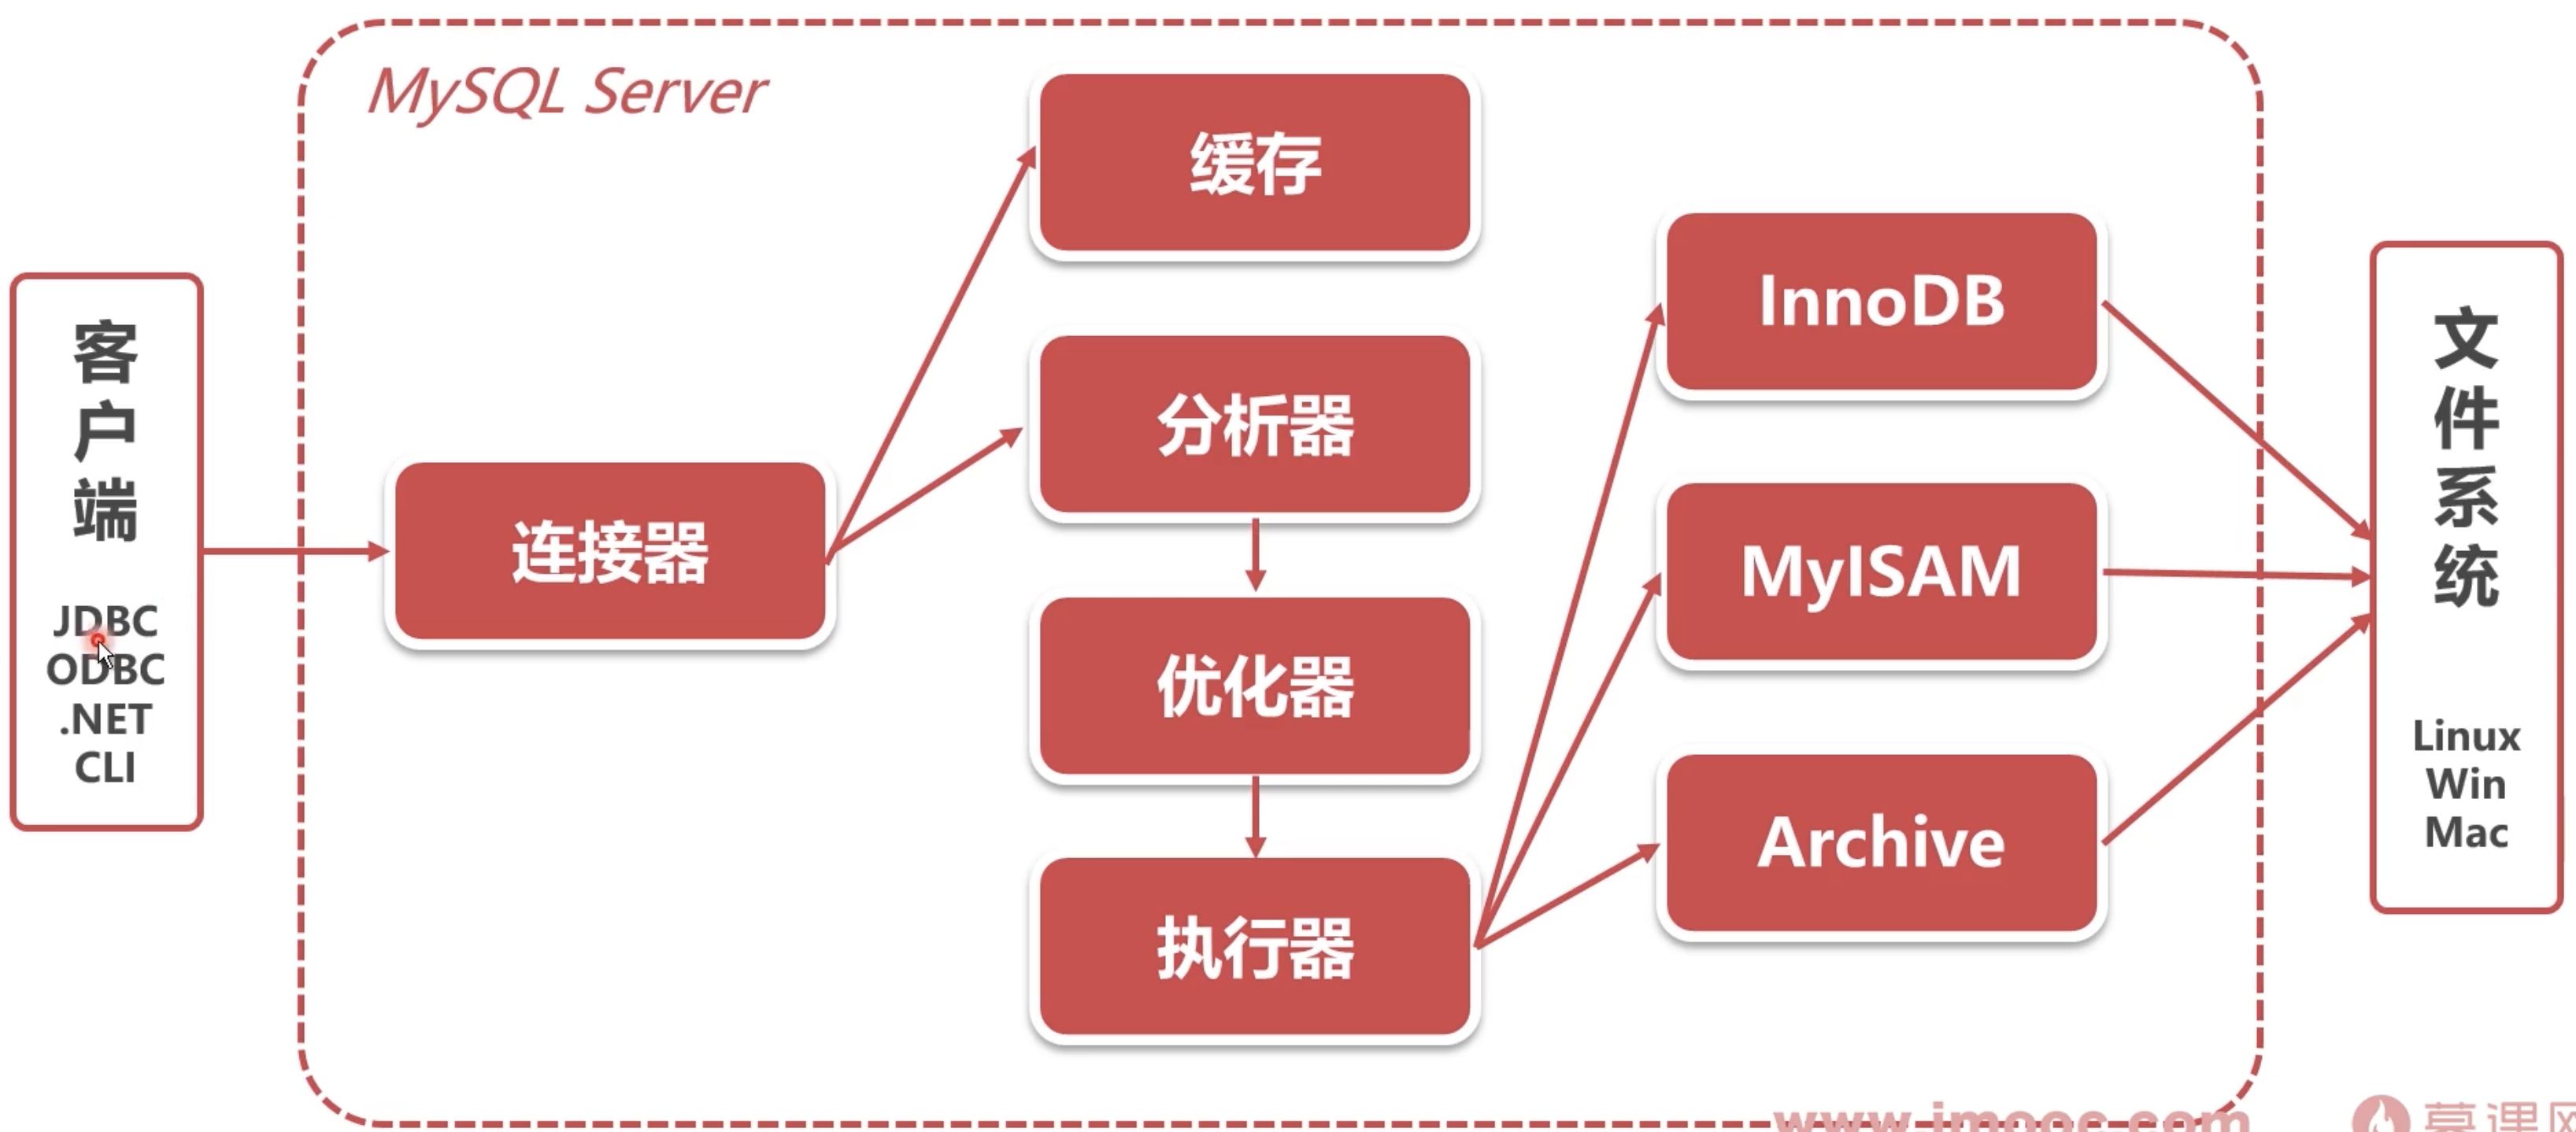 MySQL Server
客户端
JDBC
ODBC
.NET
CLI
连接器
缓存
分析器
优化器
执行器
InnoDB
MyISAM
Archive
文件系统
Linux
Win
Mac
www.imooc.com
慕课网